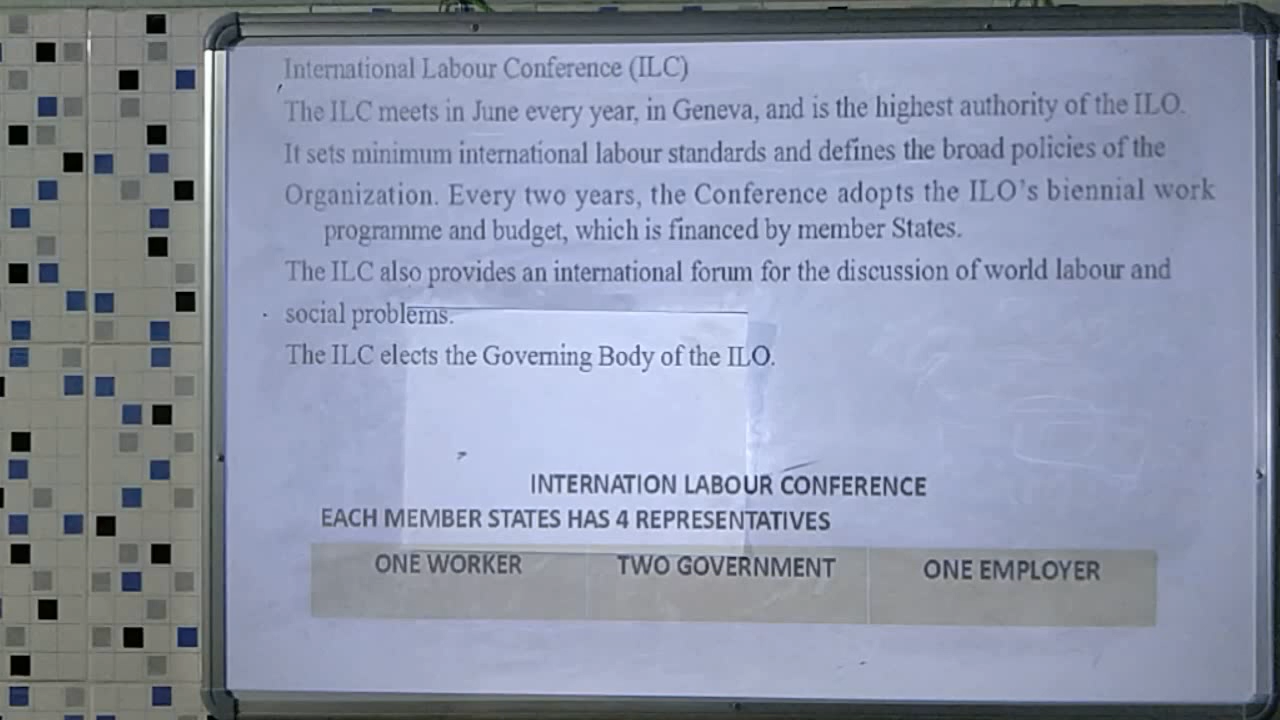 International Labour Conference (ILC)
The ILC meets in June every year, in Geneva, and is the highest authority of the ILO.
It sets minimum international labour standards and defines the broad policies of the
Organization. Every two years, the Conference adopts the ILO's biennial work
programme and budget, which is financed by member States.
The ILC also provides an international forum for the discussion of world labour and
social problems.
The ILC elects the Governing Body of the ILO.
INTERNATION LABOUR CONFERENCE
EACH MEMBER STATES HAS 4 REPRESENTATIVES
ONE WORKER TWO GOVERNMENT ONE EMPLOYER